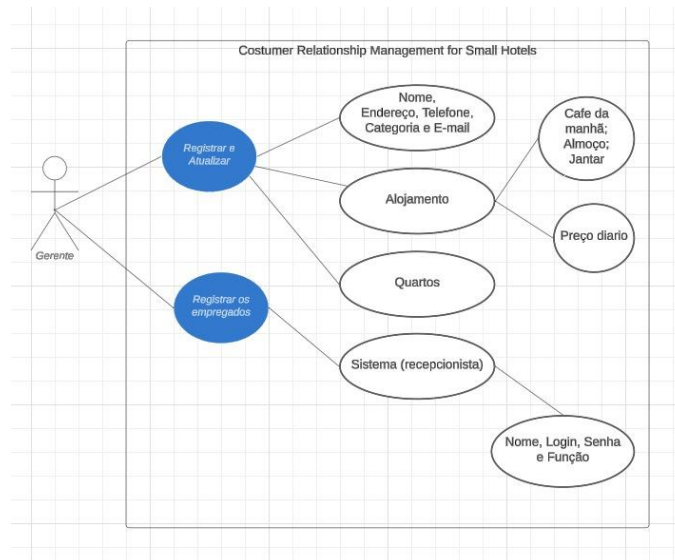 Costumer Relationship Management for Small Hotels
Nome,
Endereço, Telefone,
Categoria e E-mail
Cafe da
manhã;
Almoço;
Jantar
Registrar e
Atualizar
Alojamento
Preço diario
Gerente
Quartos
Registrar os
empregados
Sistema (recepcionista)
Nome, Login, Senha
e Função